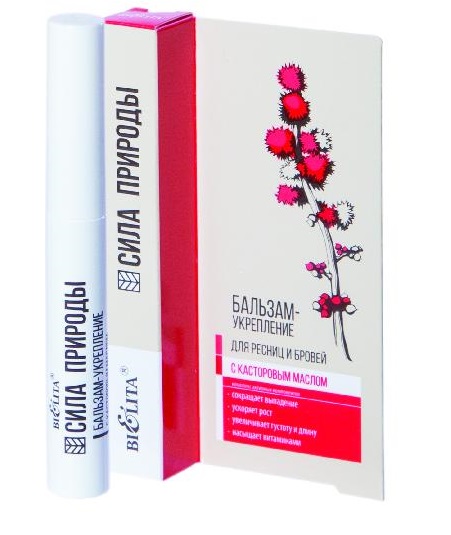 BIELITA®
СИЛА ПРИРОДЫ
БАЛЬЗАМ-УКРЕПЛЕНИЕ
BIELITA®
СИЛА ПРИРОДЫ
БАЛЬЗАМ-
УКРЕПЛЕНИЕ
ДЛЯ РЕСНИЦ И БРОВЕЙ
С КАСТОРОВЫМ МАСЛОМ
- сокращает выпадение
- ускоряет рост
- увеличивает густоту и длину
- насыщает витаминами